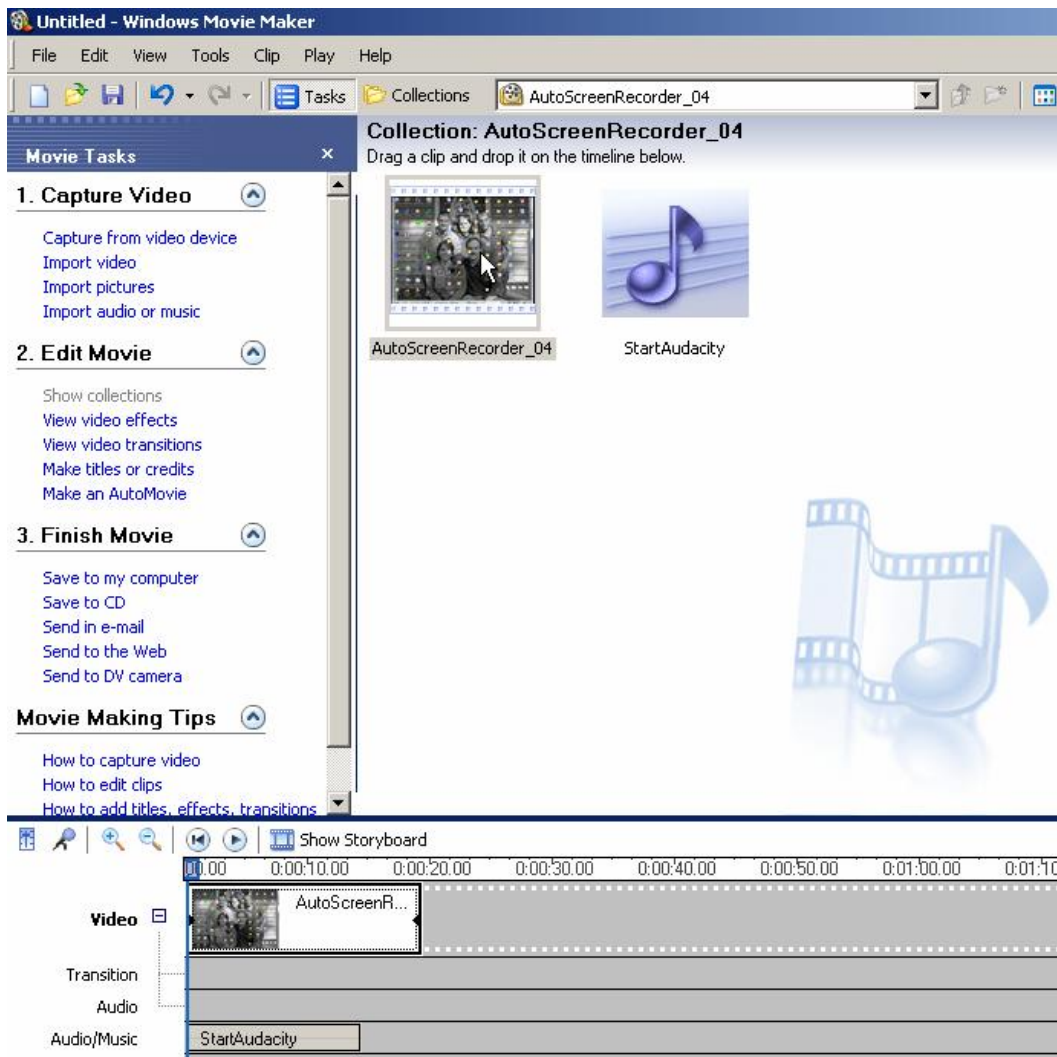 Untitled - Windows Movie Maker
File Edit View Tools Clip Play Help
Tasks Collections AutoScreenRecorder_04
Movie Tasks
Collection: AutoScreenRecorder_04
Drag a clip and drop it on the timeline below.
1. Capture Video
Capture from video device
Import video
Import pictures
Import audio or music
2. Edit Movie
Show collections
View video effects
View video transitions
Make titles or credits
Make an AutoMovie
3. Finish Movie
Save to my computer
Save to CD
Send in e-mail
Send to the Web
Send to DV camera
Movie Making Tips
How to capture video
How to edit clips
How to add titles, effects, transitions
AutoScreenRecorder_04 StartAudacity
Show Storyboard
00.00 0:00:10.00 0:00:20.00 0:00:30.00 0:00:40.00 0:00:50.00 0:01:00.00 0:01:10
Video AutoScreenR...
Transition
Audio
Audio/Music StartAudacity